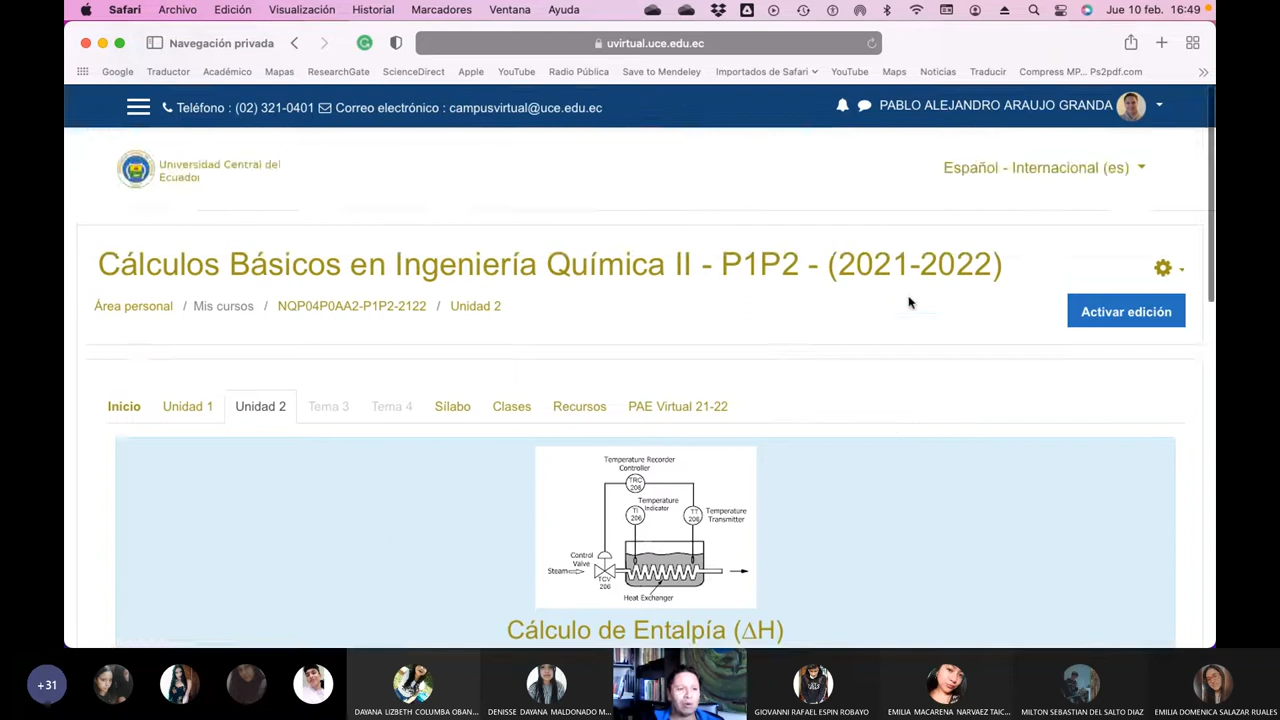 Safari Archivo Edición Visualización Historial Marcadores Ventana Ayuda Jue 10 feb. 16:49
Navegación privada uvirtual.uce.edu.ec
Google Traductor Académico Mapas ResearchGate ScienceDirect Apple YouTube Radio Pública Save to Mendeley Importados de Safari YouTube Maps Noticias Traducir Compress MP... Ps2pdf.com
Teléfono : (02) 321-0401 Correo electrónico : campusvirtual@uce.edu.ec PABLO ALEJANDRO ARAUJO GRANDA
Universidad Central del
Ecuador
Español - Internacional (es)
Cálculos Básicos en Ingeniería Química II - P1P2 - (2021-2022)
Área personal / Mis cursos / NQP04P0AA2-P1P2-2122 / Unidad 2
Activar edición
Inicio Unidad 1 Unidad 2 Tema 3 Tema 4 Sílabo Clases Recursos PAE Virtual 21-22
Temperature Recorder
Controller
TRC
206
Temperature
Indicator
TI
206
TT
206
Temperature
Transmitter
Control
Valve
Steam
TCV
206
Heat Exchanger
Cálculo de Entalpía (∆H)
+31
DAYANA LIZBETH COLUMBA OBAN... DENISSE DAYANA MALDONADO M... GIOVANNI RAFAEL ESPIN ROBAYO EMILIA MACARENA NARVAEZ TAIC... MILTON SEBASTIAN DEL SALTO DIAZ EMILIA DOMENICA SALAZAR RUALES